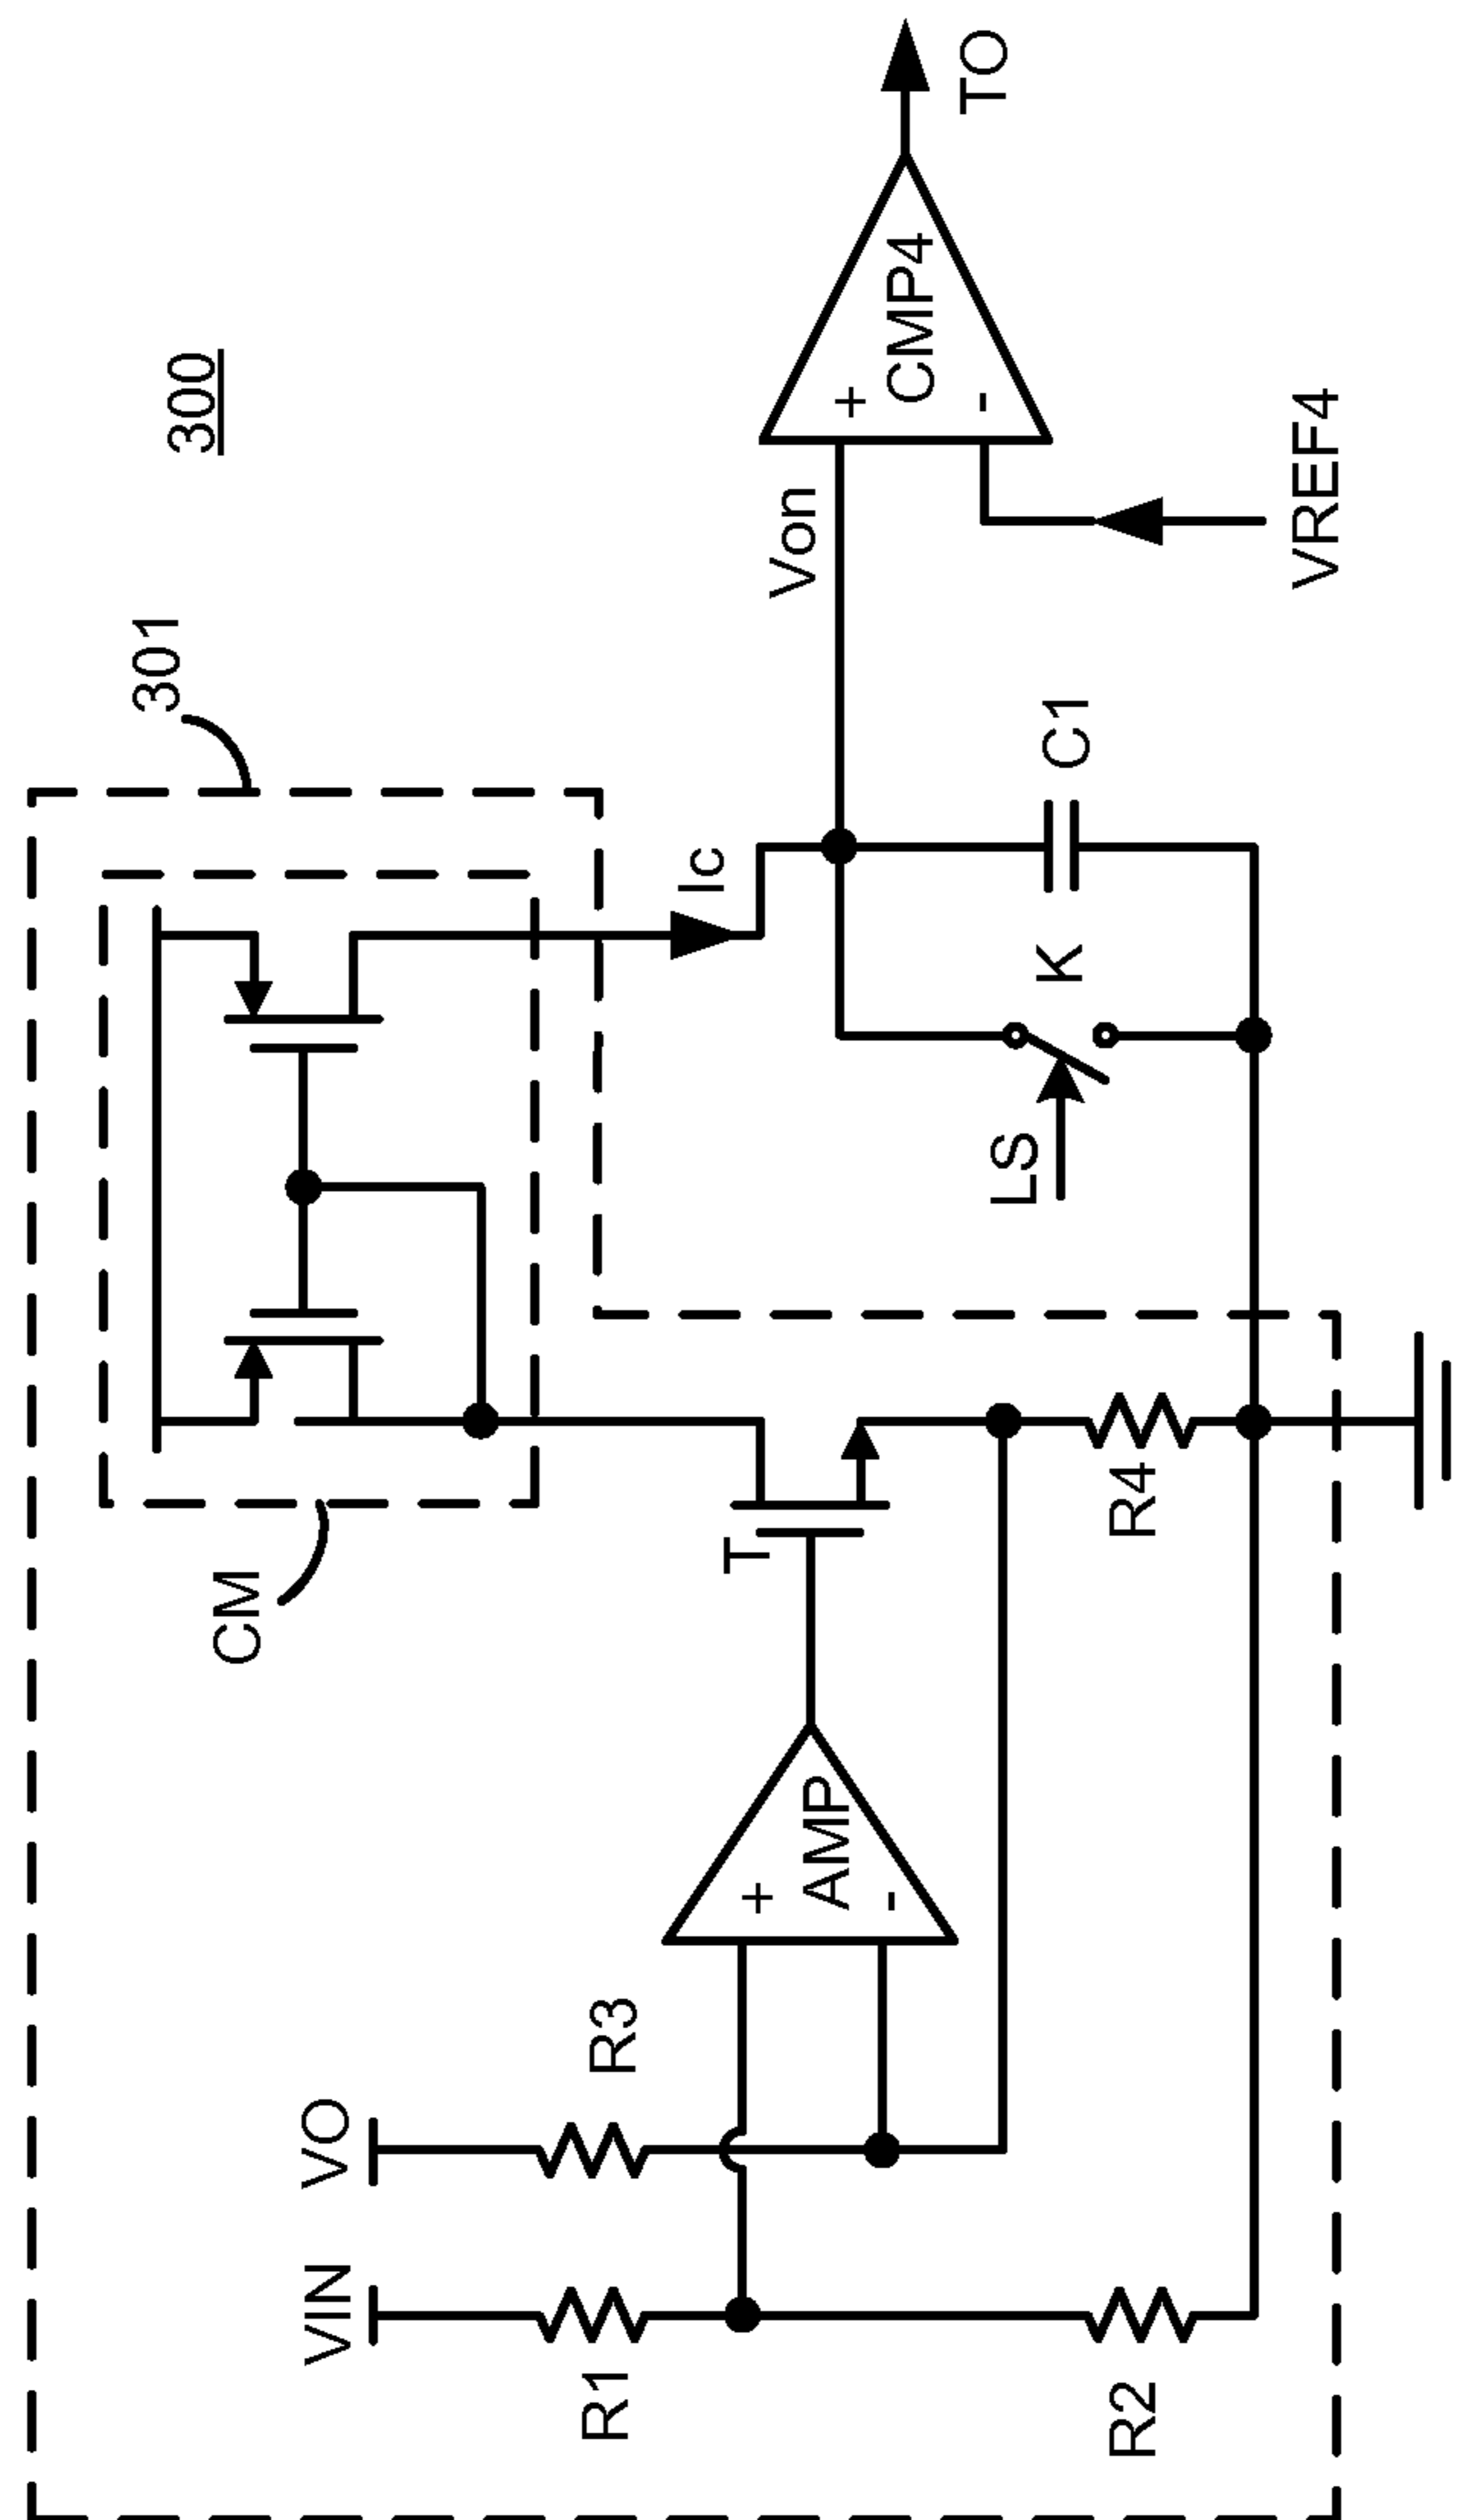 300
301
CM
VIN
VO
R1
R3
+
-
AMP
T
Ic
Von
+
-
CMP4
TO
LS
K
C1
R2
R4
VREF4